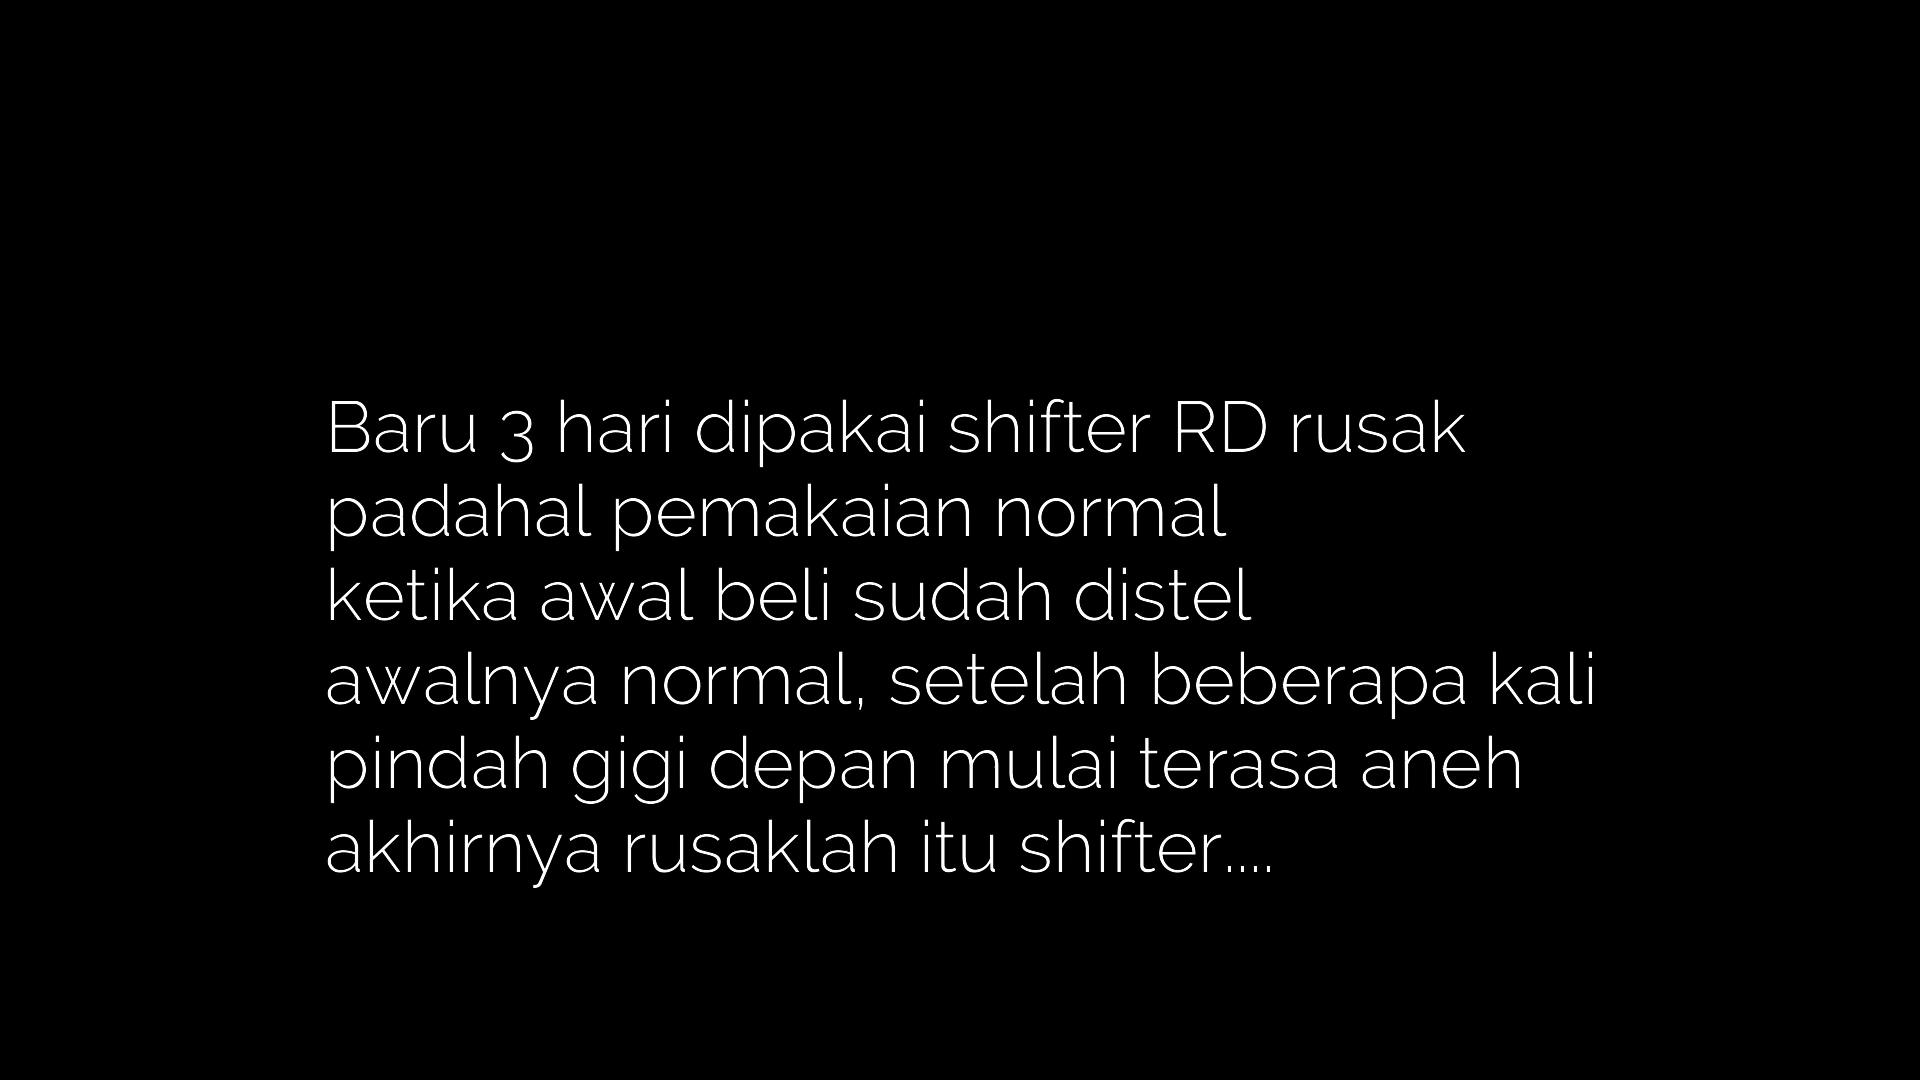 Baru 3 hari dipakai shifter RD rusak
padahal pemakaian normal
ketika awal beli sudah distel
awalnya normal, setelah beberapa kali
pindah gigi depan mulai terasa aneh
akhirnya rusaklah itu shifter....